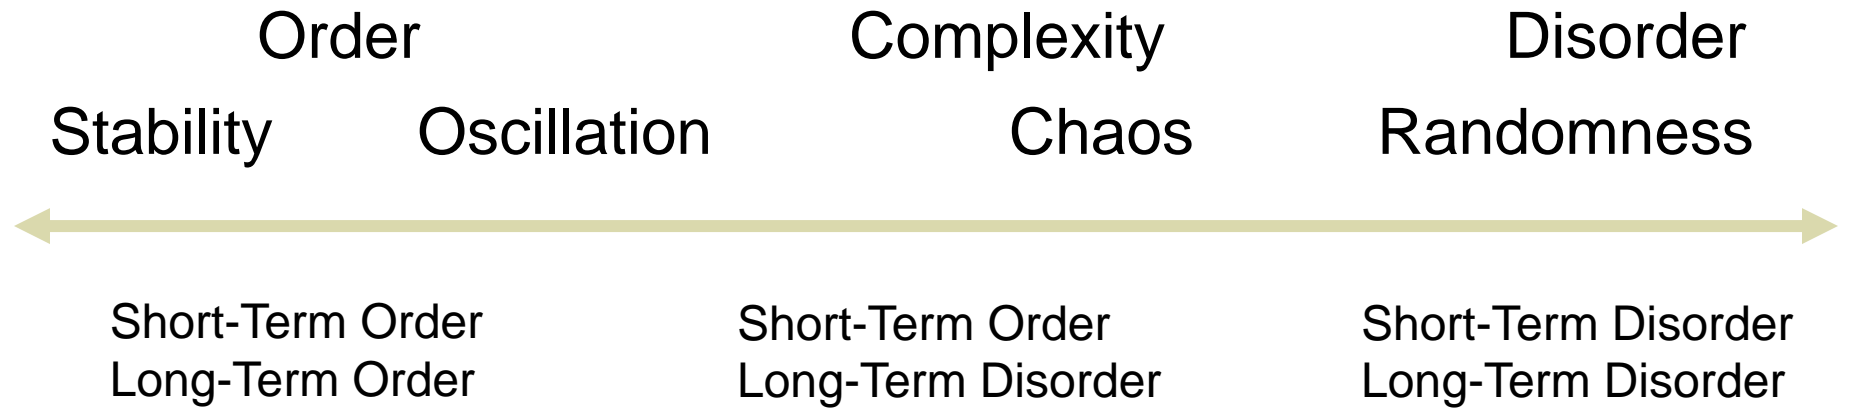 Order Complexity Disorder
Stability Oscillation Chaos Randomness
Short-Term Order Short-Term Order Short-Term Disorder
Long-Term Order Long-Term Disorder Long-Term Disorder